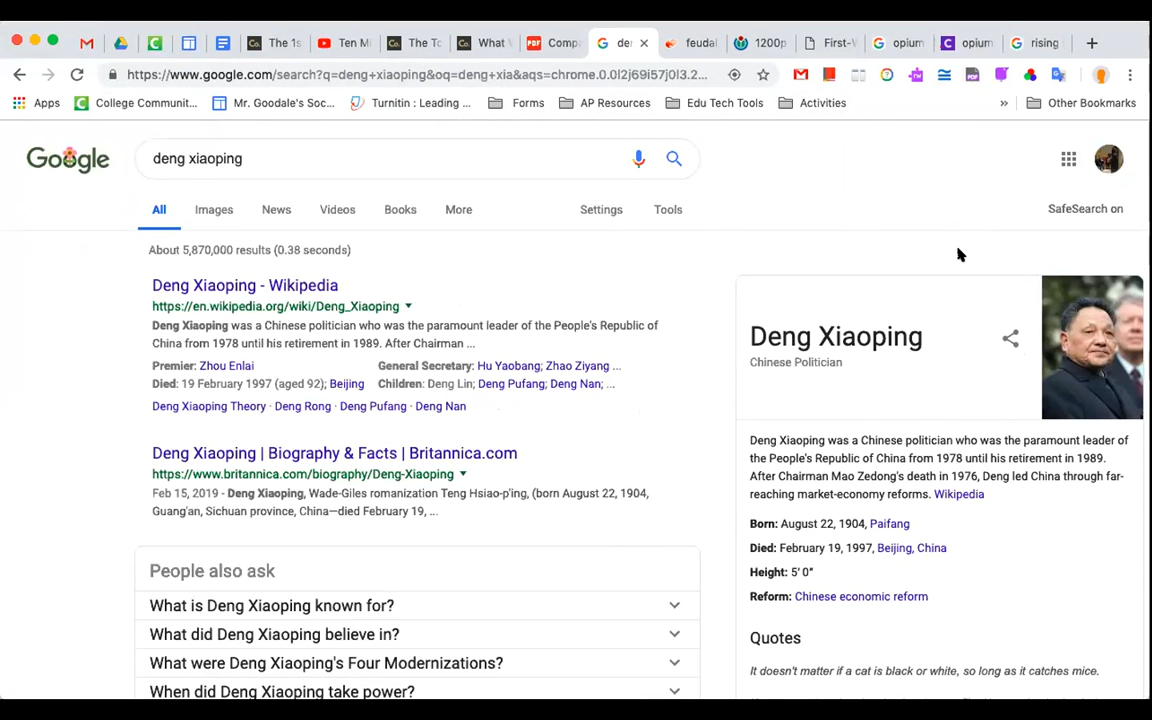 The 1s
Ten Mi
The To
What W
PDF
Compa
G
der
feudal
1200p
First-V
G
opium
C
opium
G
rising
https://www.google.com/search?q=deng+xiaoping&oq=deng+xia&aqs=chrome.0.0l2j69i57j0l3.2...
Apps
College Communit...
Mr. Goodale's Soc...
Turnitin : Leading ...
Forms
AP Resources
Edu Tech Tools
Activities
»
Other Bookmarks
Google
deng xiaoping
All
Images
News
Videos
Books
More
Settings
Tools
SafeSearch on
About 5,870,000 results (0.38 seconds)
Deng Xiaoping - Wikipedia
https://en.wikipedia.org/wiki/Deng_Xiaoping
Deng Xiaoping was a Chinese politician who was the paramount leader of the People's Republic of
China from 1978 until his retirement in 1989. After Chairman ...
Premier: Zhou Enlai
General Secretary: Hu Yaobang; Zhao Ziyang ...
Died: 19 February 1997 (aged 92); Beijing
Children: Deng Lin; Deng Pufang; Deng Nan; ...
Deng Xiaoping Theory · Deng Rong · Deng Pufang · Deng Nan
Deng Xiaoping | Biography & Facts | Britannica.com
https://www.britannica.com/biography/Deng-Xiaoping
Feb 15, 2019 - Deng Xiaoping, Wade-Giles romanization Teng Hsiao-p'ing, (born August 22, 1904,
Guang'an, Sichuan province, China—died February 19, ...
People also ask
What is Deng Xiaoping known for?
What did Deng Xiaoping believe in?
What were Deng Xiaoping's Four Modernizations?
When did Deng Xiaoping take power?
Deng Xiaoping
Chinese Politician
Deng Xiaoping was a Chinese politician who was the paramount leader of
the People's Republic of China from 1978 until his retirement in 1989.
After Chairman Mao Zedong's death in 1976, Deng led China through far-
reaching market-economy reforms. Wikipedia
Born: August 22, 1904, Paifang
Died: February 19, 1997, Beijing, China
Height: 5′ 0″
Reform: Chinese economic reform
Quotes
It doesn't matter if a cat is black or white, so long as it catches mice.